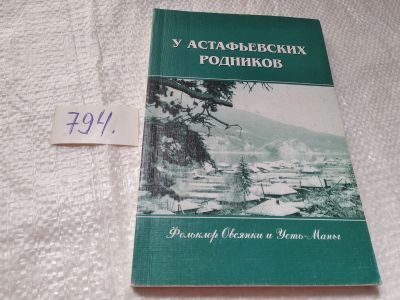 У АСТАФЬЕВСКИХ
РОДНИКОВ
794.
Фольклор Овсянки и Усть-Маны